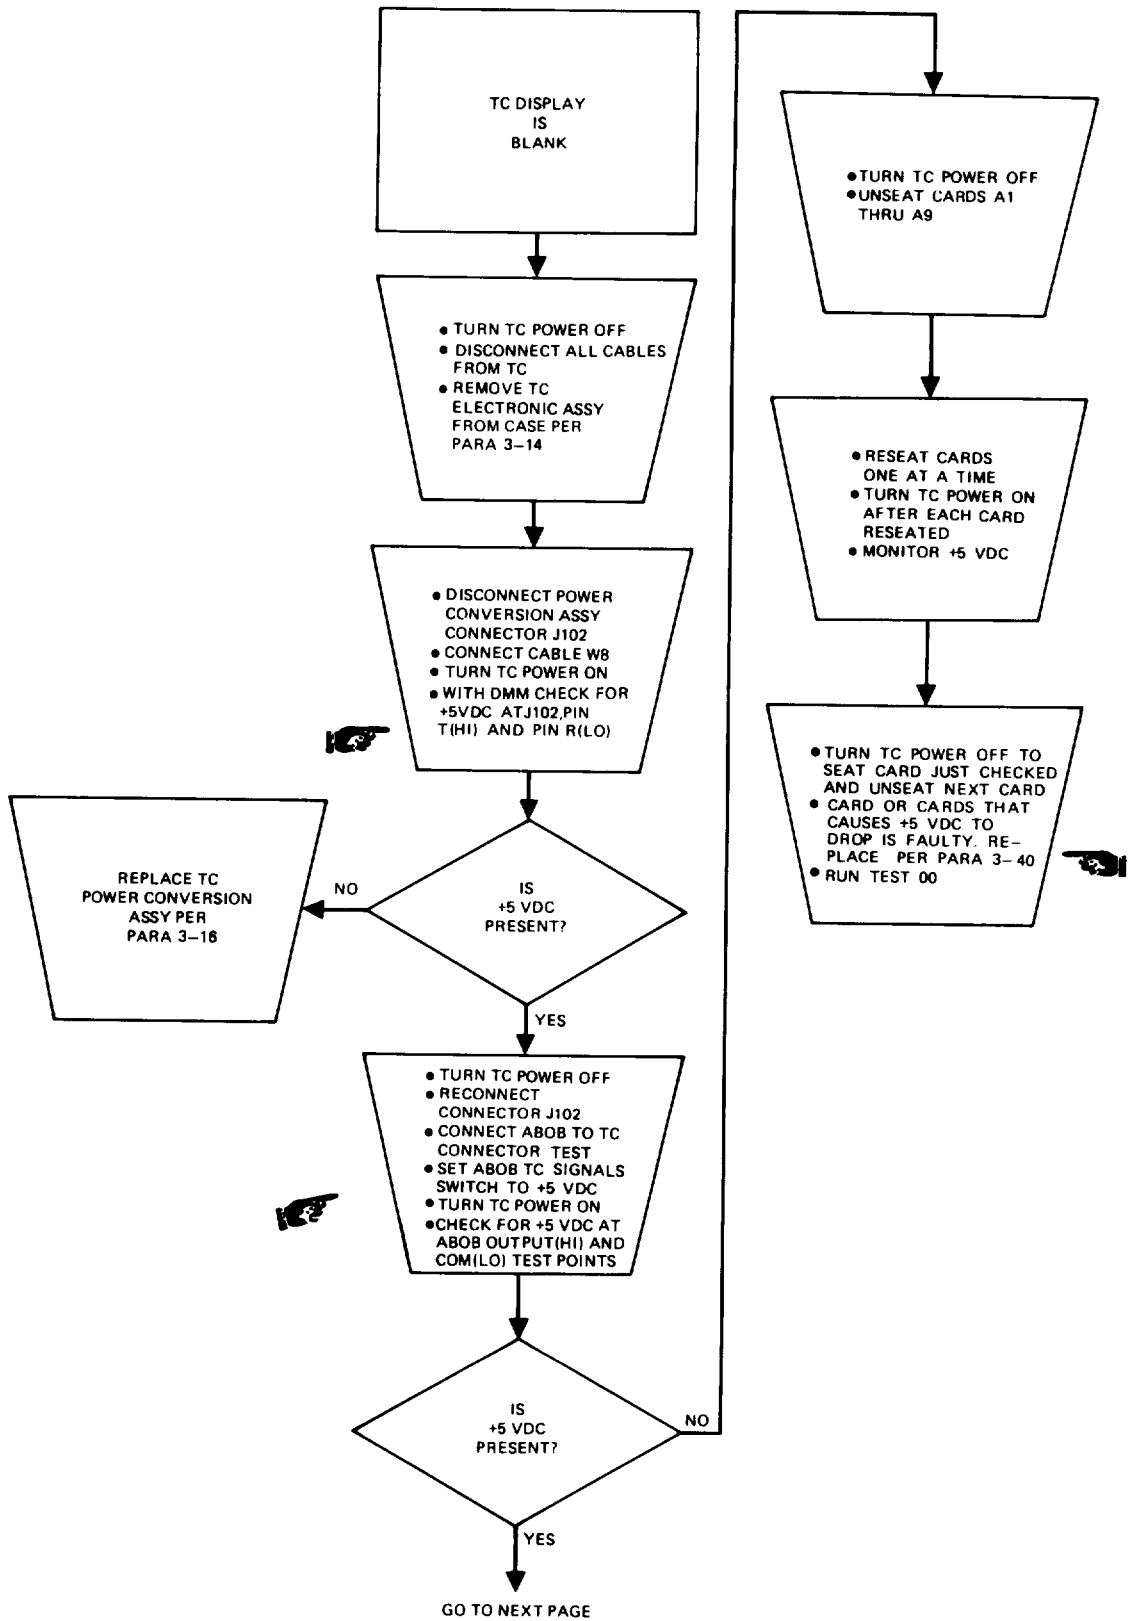 TC DISPLAY
IS
BLANK
● TURN TC POWER OFF
● DISCONNECT ALL CABLES
FROM TC
● REMOVE TC
ELECTRONIC ASSY
FROM CASE PER
PARA 3-14
● DISCONNECT POWER
CONVERSION ASSY
CONNECTOR J102
● CONNECT CABLE W8
● TURN TC POWER ON
● WITH DMM CHECK FOR
+5VDC AT J102, PIN
T(HI) AND PIN R(LO)
IS
+5 VDC
PRESENT?
NO
REPLACE TC
POWER CONVERSION
ASSY PER
PARA 3-16
YES
● TURN TC POWER OFF
● RECONNECT
CONNECTOR J102
● CONNECT ABOB TO TC
CONNECTOR TEST
● SET ABOB TC SIGNALS
SWITCH TO +5 VDC
● TURN TC POWER ON
● CHECK FOR +5 VDC AT
ABOB OUTPUT(HI) AND
COM(LO) TEST POINTS
IS
+5 VDC
PRESENT?
NO
YES
GO TO NEXT PAGE
● TURN TC POWER OFF
● UNSEAT CARDS A1
THRU A9
● RESEAT CARDS
ONE AT A TIME
● TURN TC POWER ON
AFTER EACH CARD
RESEATED
● MONITOR +5 VDC
● TURN TC POWER OFF TO
SEAT CARD JUST CHECKED
AND UNSEAT NEXT CARD
● CARD OR CARDS THAT
CAUSES +5 VDC TO
DROP IS FAULTY. RE-
PLACE PER PARA 3-40
● RUN TEST 00